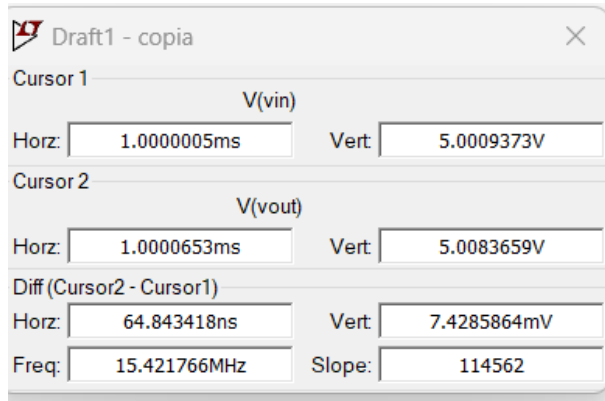 Draft1 - copia
Cursor 1
V(vin)
Horz: 1.0000005ms Vert: 5.0009373V
Cursor 2
V(vout)
Horz: 1.0000653ms Vert: 5.0083659V
Diff (Cursor2 - Cursor1)
Horz: 64.843418ns Vert: 7.4285864mV
Freq: 15.421766MHz Slope: 114562